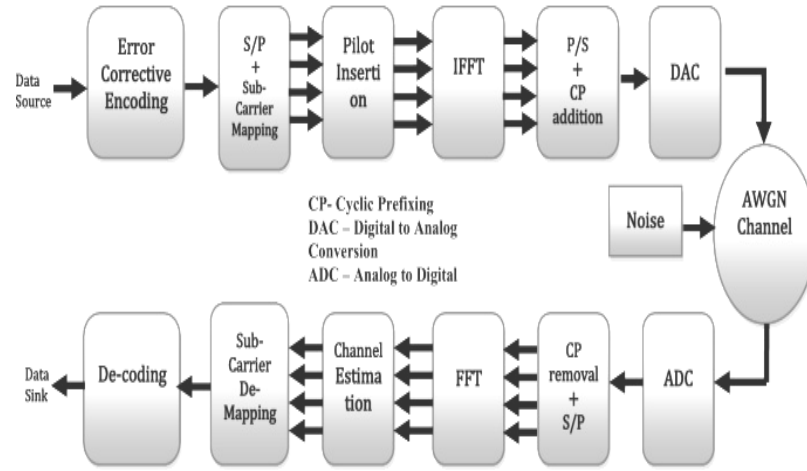 Data
Source
Error
Corrective
Encoding
S/P
+
Sub-
Carrier
Mapping
Pilot
Inserti
on
IFFT
P/S
+
CP
addition
DAC
AWGN
Channel
Noise
CP- Cyclic Prefixing
DAC – Digital to Analog
Conversion
ADC – Analog to Digital
Data
Sink
De-coding
Sub-
Carrier
De-
Mapping
Channel
Estima
tion
FFT
CP
removal
+
S/P
ADC